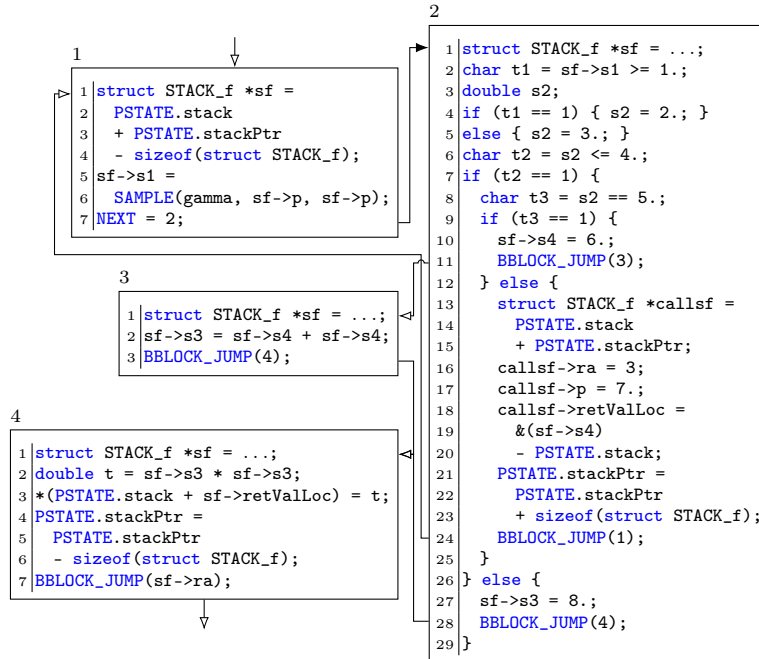 1
1 struct STACK_f *sf =
2   PSTATE.stack
3   + PSTATE.stackPtr
4   - sizeof(struct STACK_f);
5 sf->s1 =
6   SAMPLE(gamma, sf->p, sf->p);
7 NEXT = 2;
2
1 struct STACK_f *sf = ...;
2 char t1 = sf->s1 >= 1.;
3 double s2;
4 if (t1 == 1) { s2 = 2.; }
5 else { s2 = 3.; }
6 char t2 = s2 <= 4.;
7 if (t2 == 1) {
8   char t3 = s2 == 5.;
9   if (t3 == 1) {
10     sf->s4 = 6.;
11     BBLOCK_JUMP(3);
12   } else {
13     struct STACK_f *callsf =
14       PSTATE.stack
15       + PSTATE.stackPtr;
16     callsf->ra = 3;
17     callsf->p = 7.;
18     callsf->retValLoc =
19       &(sf->s4)
20       - PSTATE.stack;
21     PSTATE.stackPtr =
22       PSTATE.stackPtr
23       + sizeof(struct STACK_f);
24     BBLOCK_JUMP(1);
25   }
26 } else {
27   sf->s3 = 8.;
28   BBLOCK_JUMP(4);
29 }
3
1 struct STACK_f *sf = ...;
2 sf->s3 = sf->s4 + sf->s4;
3 BBLOCK_JUMP(4);
4
1 struct STACK_f *sf = ...;
2 double t = sf->s3 * sf->s3;
3 *(PSTATE.stack + sf->retValLoc) = t;
4 PSTATE.stackPtr =
5   PSTATE.stackPtr
6   - sizeof(struct STACK_f);
7 BBLOCK_JUMP(sf->ra);